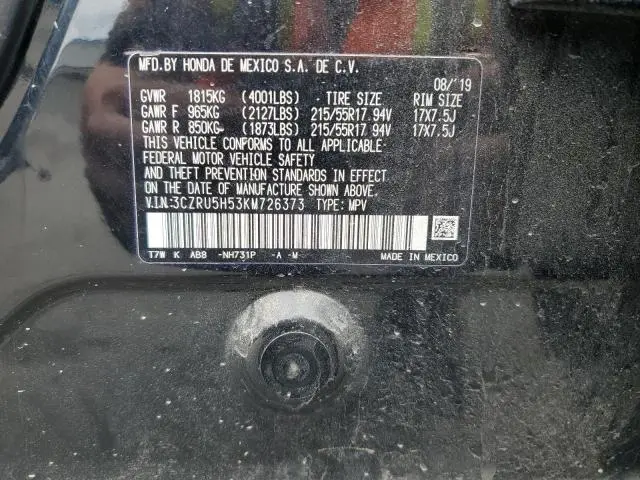 MFD.BY HONDA DE MEXICO S.A. DE C.V.
08/'19
GVWR 1815KG (4001LBS) TIRE SIZE RIM SIZE
GAWR F 965KG (2127LBS) 215/55R17.94V 17X7.5J
GAWR R 850KG (1873LBS) 215/55R17.94V 17X7.5J
THIS VEHICLE CONFORMS TO ALL APPLICABLE
FEDERAL MOTOR VEHICLE SAFETY
AND THEFT PREVENTION STANDARDS IN EFFECT
ON THE DATE OF MANUFACTURE SHOWN ABOVE.
V.I.N:3CZRU5H53KM726373 TYPE: MPV
T7W K AB8 -NH731P -A -M MADE IN MEXICO